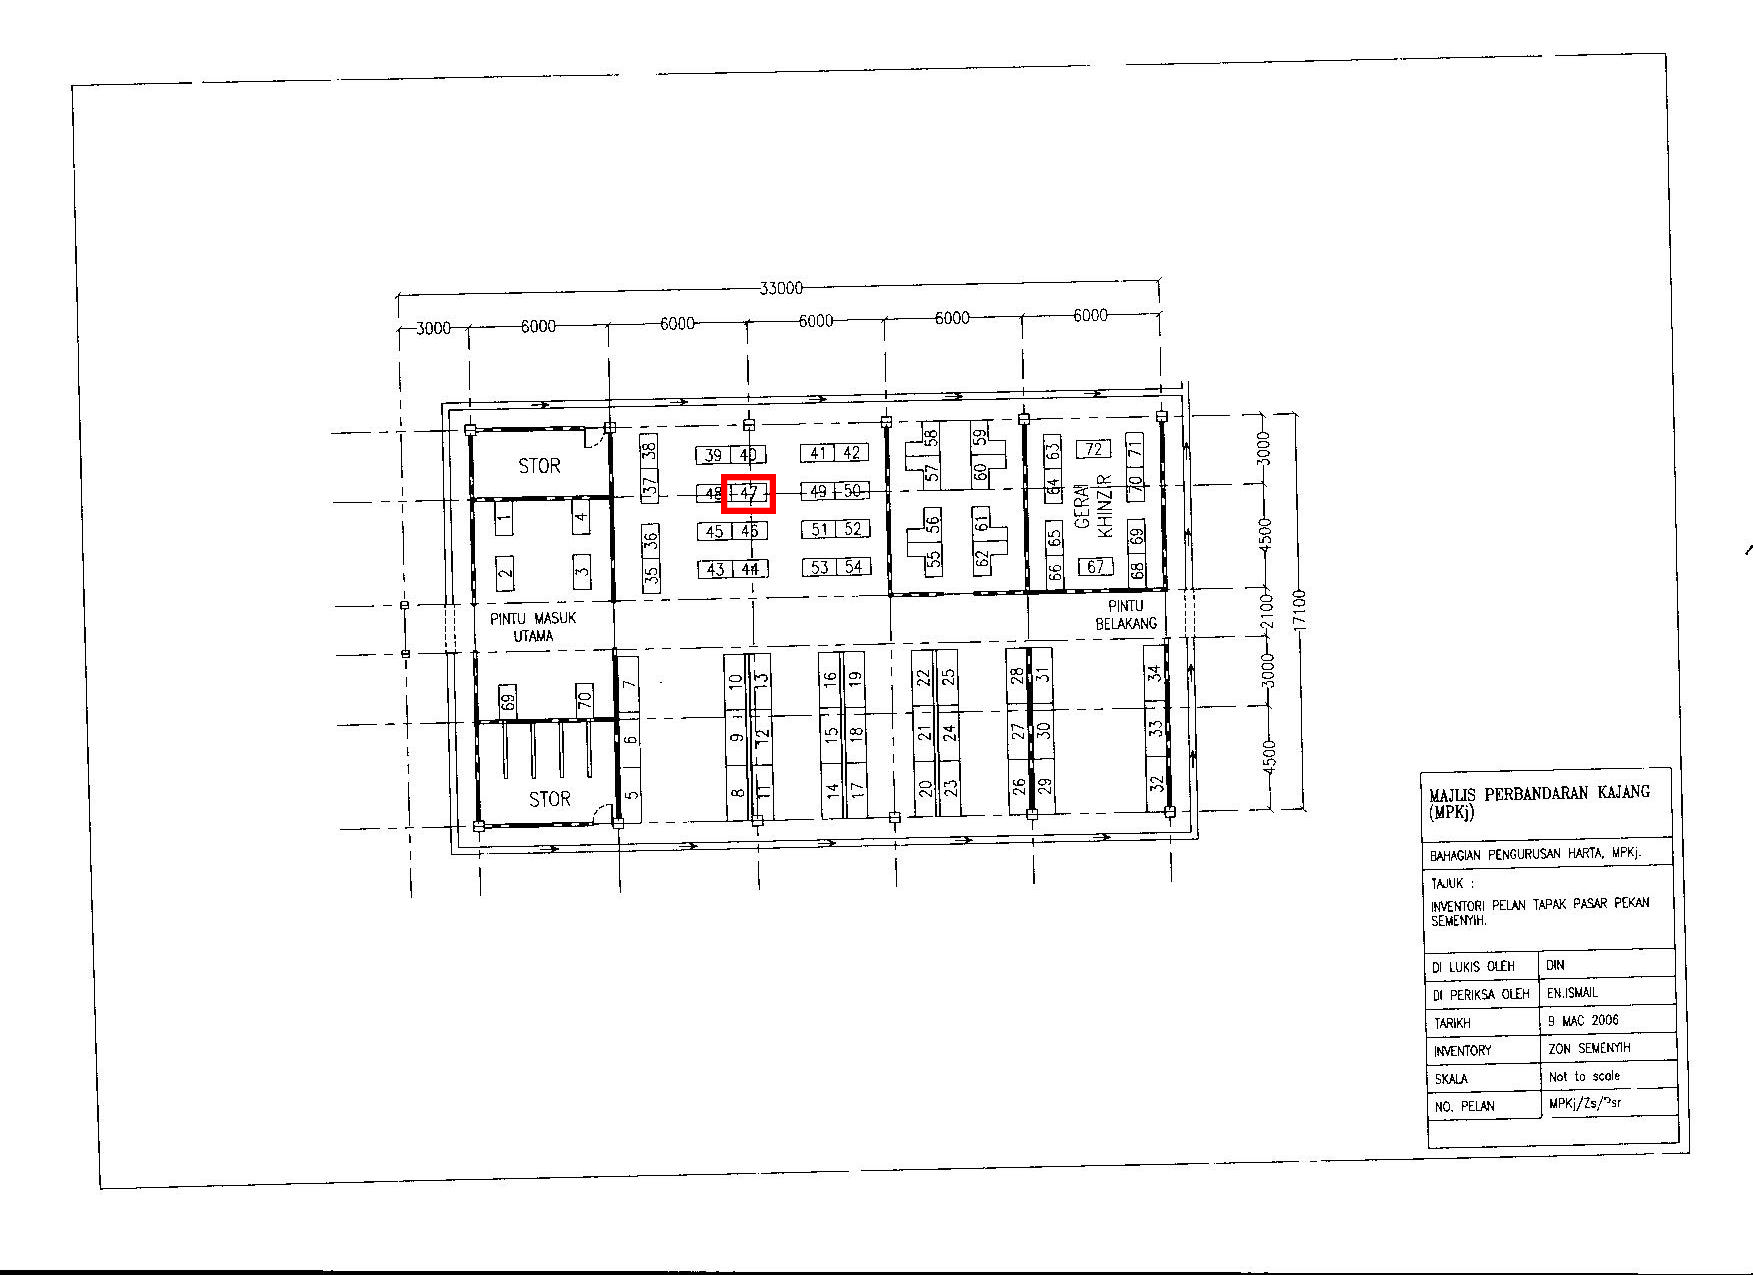 33000
3000 6000 6000 6000 6000 6000
STOR
38
37
36
35
39 40
48 47
45 46
43 44
41 42
49 50
51 52
53 54
58
57
56
55
59
60
61
62
63
64
65
66
72
GERAI
KHINZIR
67
71
70
69
68
1 4
2 3
PINTU MASUK
UTAMA
PINTU
BELAKANG
69 70
STOR
7
6
5
10 13
9 12
8 11
16 19
15 18
14 17
22 25
21 24
20 23
28 31
27 30
26 29
34
33
32
3000
4500
2100
3000
4500
17100
MAJLIS PERBANDARAN KAJANG
(MPKj)
BAHAGIAN PENGURUSAN HARTA, MPKj.
TAJUK :
INVENTORI PELAN TAPAK PASAR PEKAN
SEMENYIH.
DI LUKIS OLEH DIN
DI PERIKSA OLEH EN.ISMAIL
TARIKH 9 MAC 2006
INVENTORY ZON SEMENYIH
SKALA Not to scale
NO. PELAN MPKj/Zs/